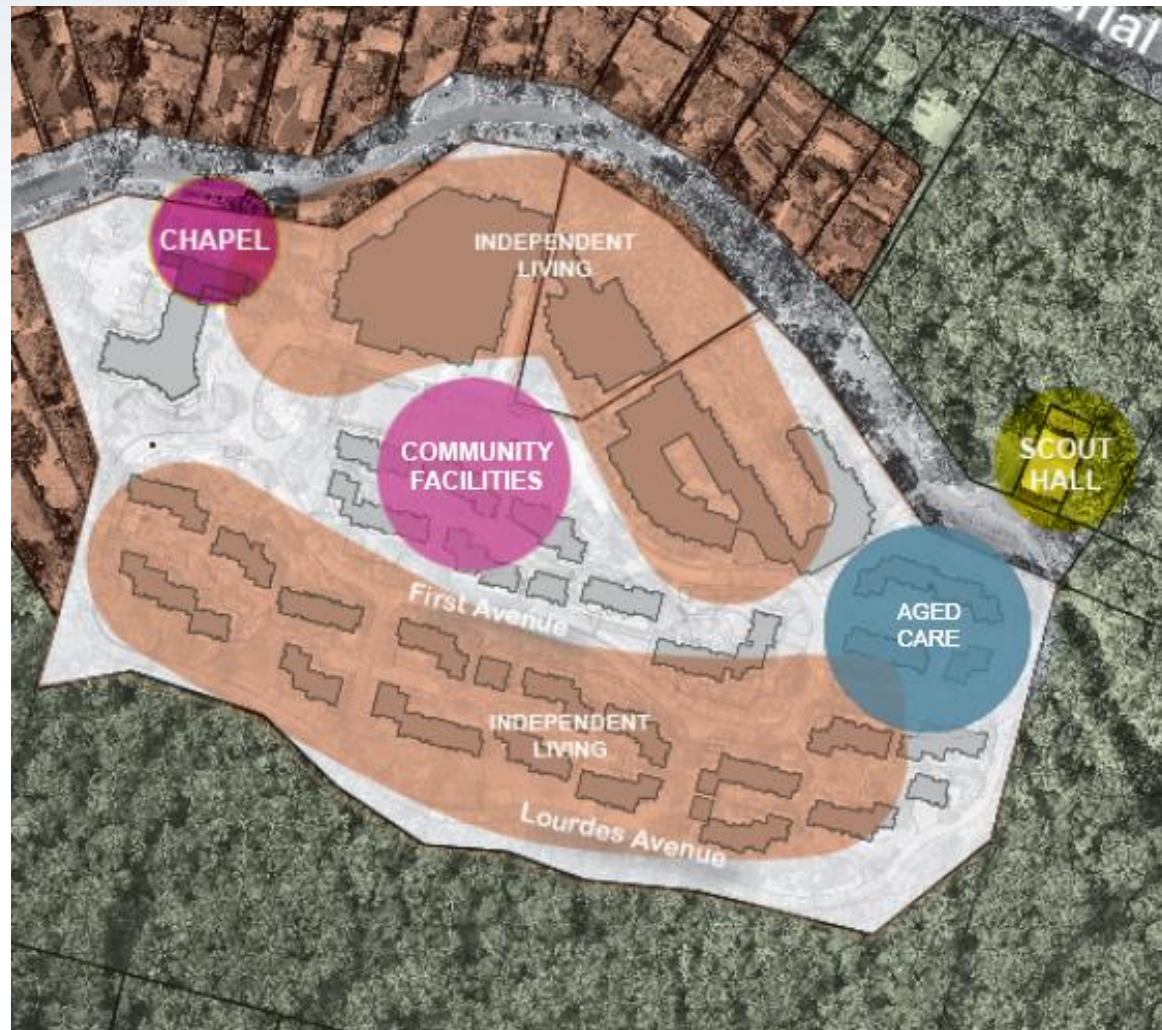 CHAPEL
INDEPENDENT
LIVING
COMMUNITY
FACILITIES
SCOUT
HALL
First Avenue
AGED
CARE
INDEPENDENT
LIVING
Lourdes Avenue